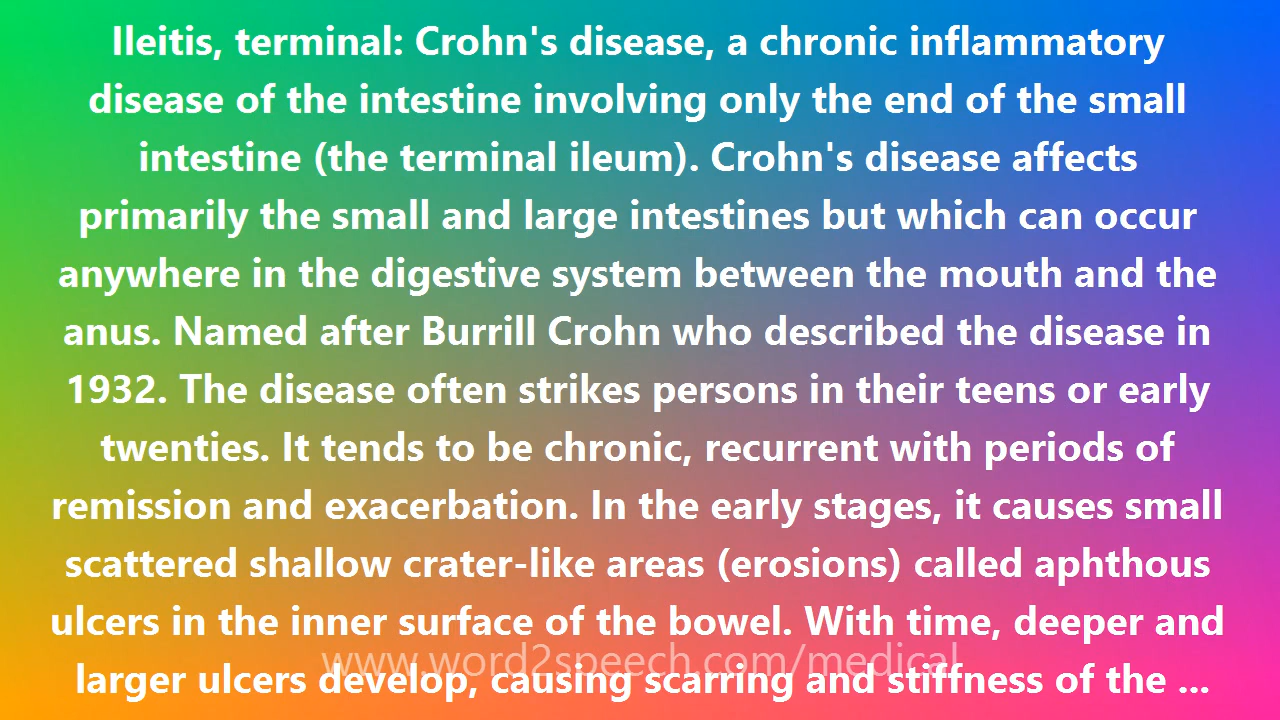 Ileitis, terminal: Crohn's disease, a chronic inflammatory
disease of the intestine involving only the end of the small
intestine (the terminal ileum). Crohn's disease affects
primarily the small and large intestines but which can occur
anywhere in the digestive system between the mouth and the
anus. Named after Burrill Crohn who described the disease in
1932. The disease often strikes persons in their teens or early
twenties. It tends to be chronic, recurrent with periods of
remission and exacerbation. In the early stages, it causes small
scattered shallow crater-like areas (erosions) called aphthous
ulcers in the inner surface of the bowel. With time, deeper and
www.word2speech.com/medical
larger ulcers develop, causing scarring and stiffness of the ...